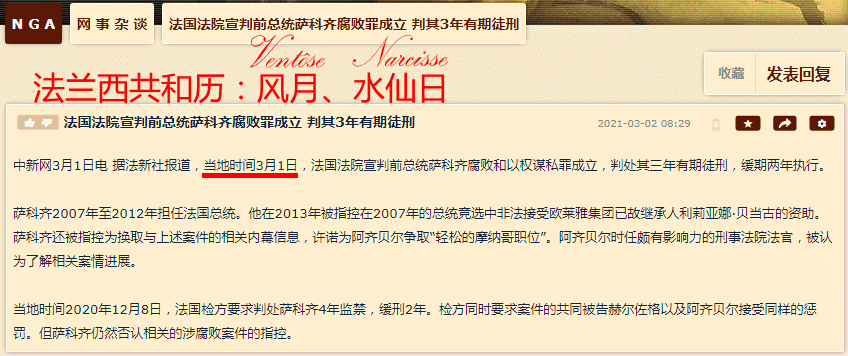 NGA 网事杂谈 法国法院宣判前总统萨科齐腐败罪成立 判其3年有期徒刑
Ventôse Narcisse
法兰西共和历：风月、水仙日
收藏 发表回复
法国法院宣判前总统萨科齐腐败罪成立 判其3年有期徒刑 2021-03-02 08:29
中新网3月1日电 据法新社报道，当地时间3月1日，法国法院宣判前总统萨科齐腐败和以权谋私罪成立，判处其三年有期徒刑，缓期两年执行。
萨科齐2007年至2012年担任法国总统。他在2013年被指控在2007年的总统竞选中非法接受欧莱雅集团已故继承人利莉亚娜·贝当古的资助。
萨科齐还被指控为换取与上述案件的相关内幕信息，许诺为阿齐贝尔争取“轻松的摩纳哥职位”。阿齐贝尔时任颇有影响力的刑事法院法官，被认
为了解相关案情进展。
当地时间2020年12月8日，法国检方要求判处萨科齐4年监禁，缓刑2年。检方同时要求案件的共同被告赫尔佐格以及阿齐贝尔接受同样的惩
罚。但萨科齐仍然否认相关的涉腐败案件的指控。